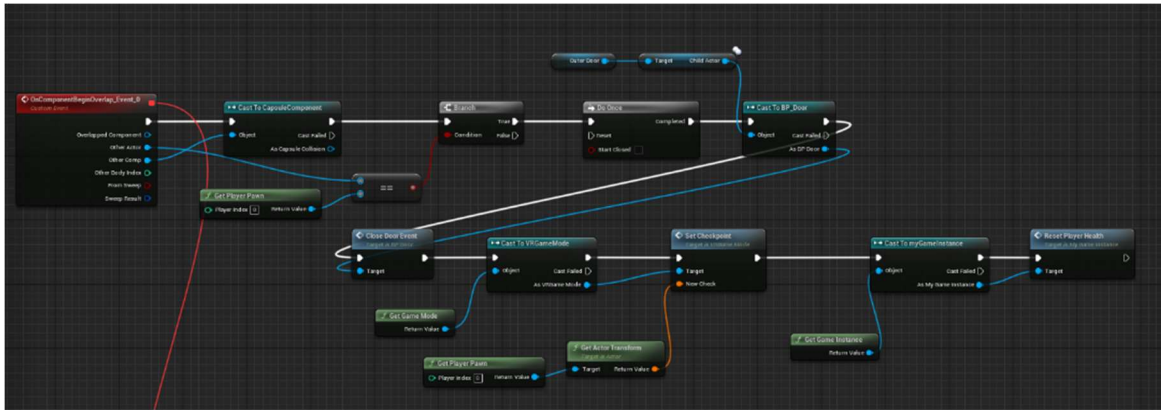 Outer Door
Target
Child Actor
OnComponentBeginOverlap_Event_0
Custom Event
Overlapped Component
Other Actor
Other Comp
Other Body Index
From Sweep
Sweep Result
Cast To CapsuleComponent
Object
Cast Failed
As Capsule Collision
Branch
True
Condition
False
Do Once
Completed
Reset
Start Closed
Cast To BP_Door
Object
Cast Failed
As BP Door
Get Player Pawn
Player Index 0
Return Value
==
Close Door Event
Target is BP Door
Target
Cast To VRGameMode
Object
Cast Failed
As VRGame Mode
Set Checkpoint
Target is VRGame Mode
Target
New Check
Cast To myGameInstance
Object
Cast Failed
As My Game Instance
Reset Player Health
Target is My Game Instance
Target
Get Game Mode
Return Value
Get Player Pawn
Player Index 0
Return Value
Get Actor Transform
Target is Actor
Target
Return Value
Get Game Instance
Return Value